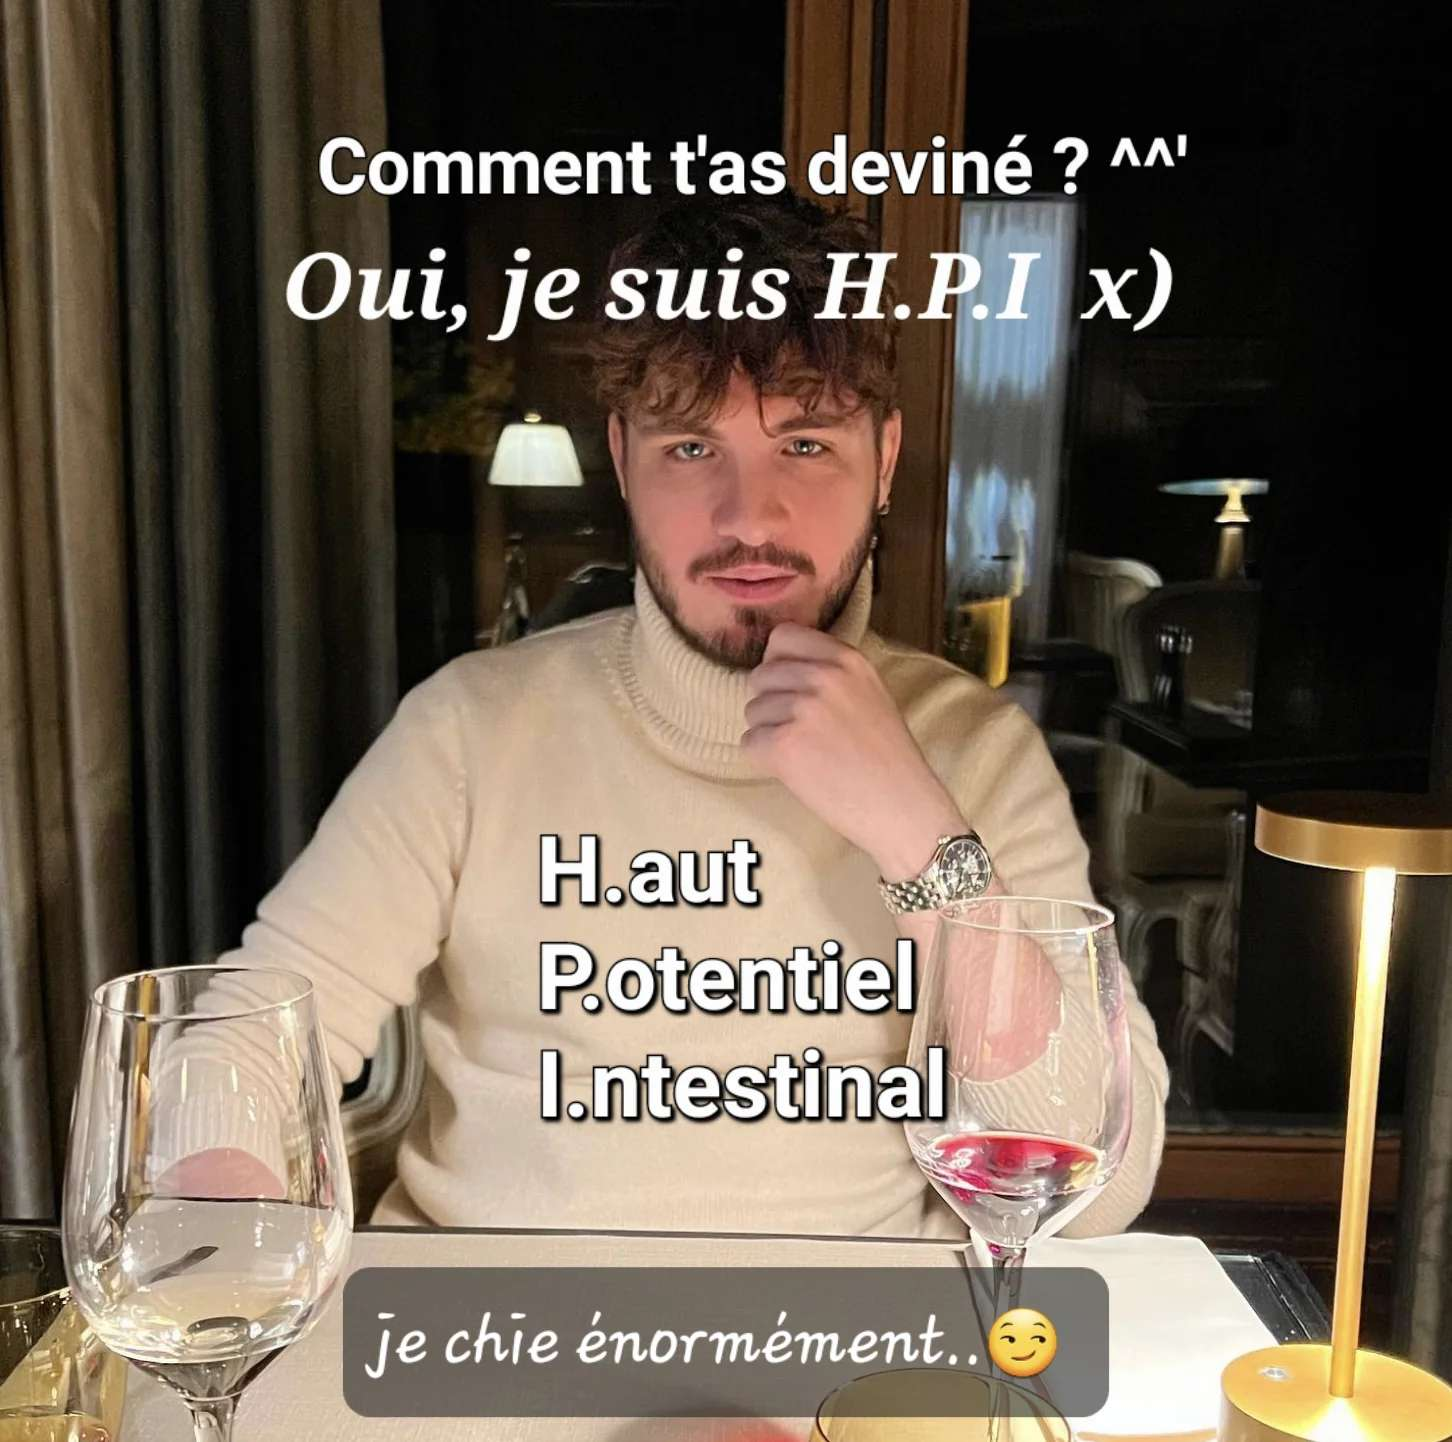 Comment t'as deviné ? ^^'
Oui, je suis H.P.I x)
H.aut
P.otentiel
I.ntestinal
je chie énormément..😏